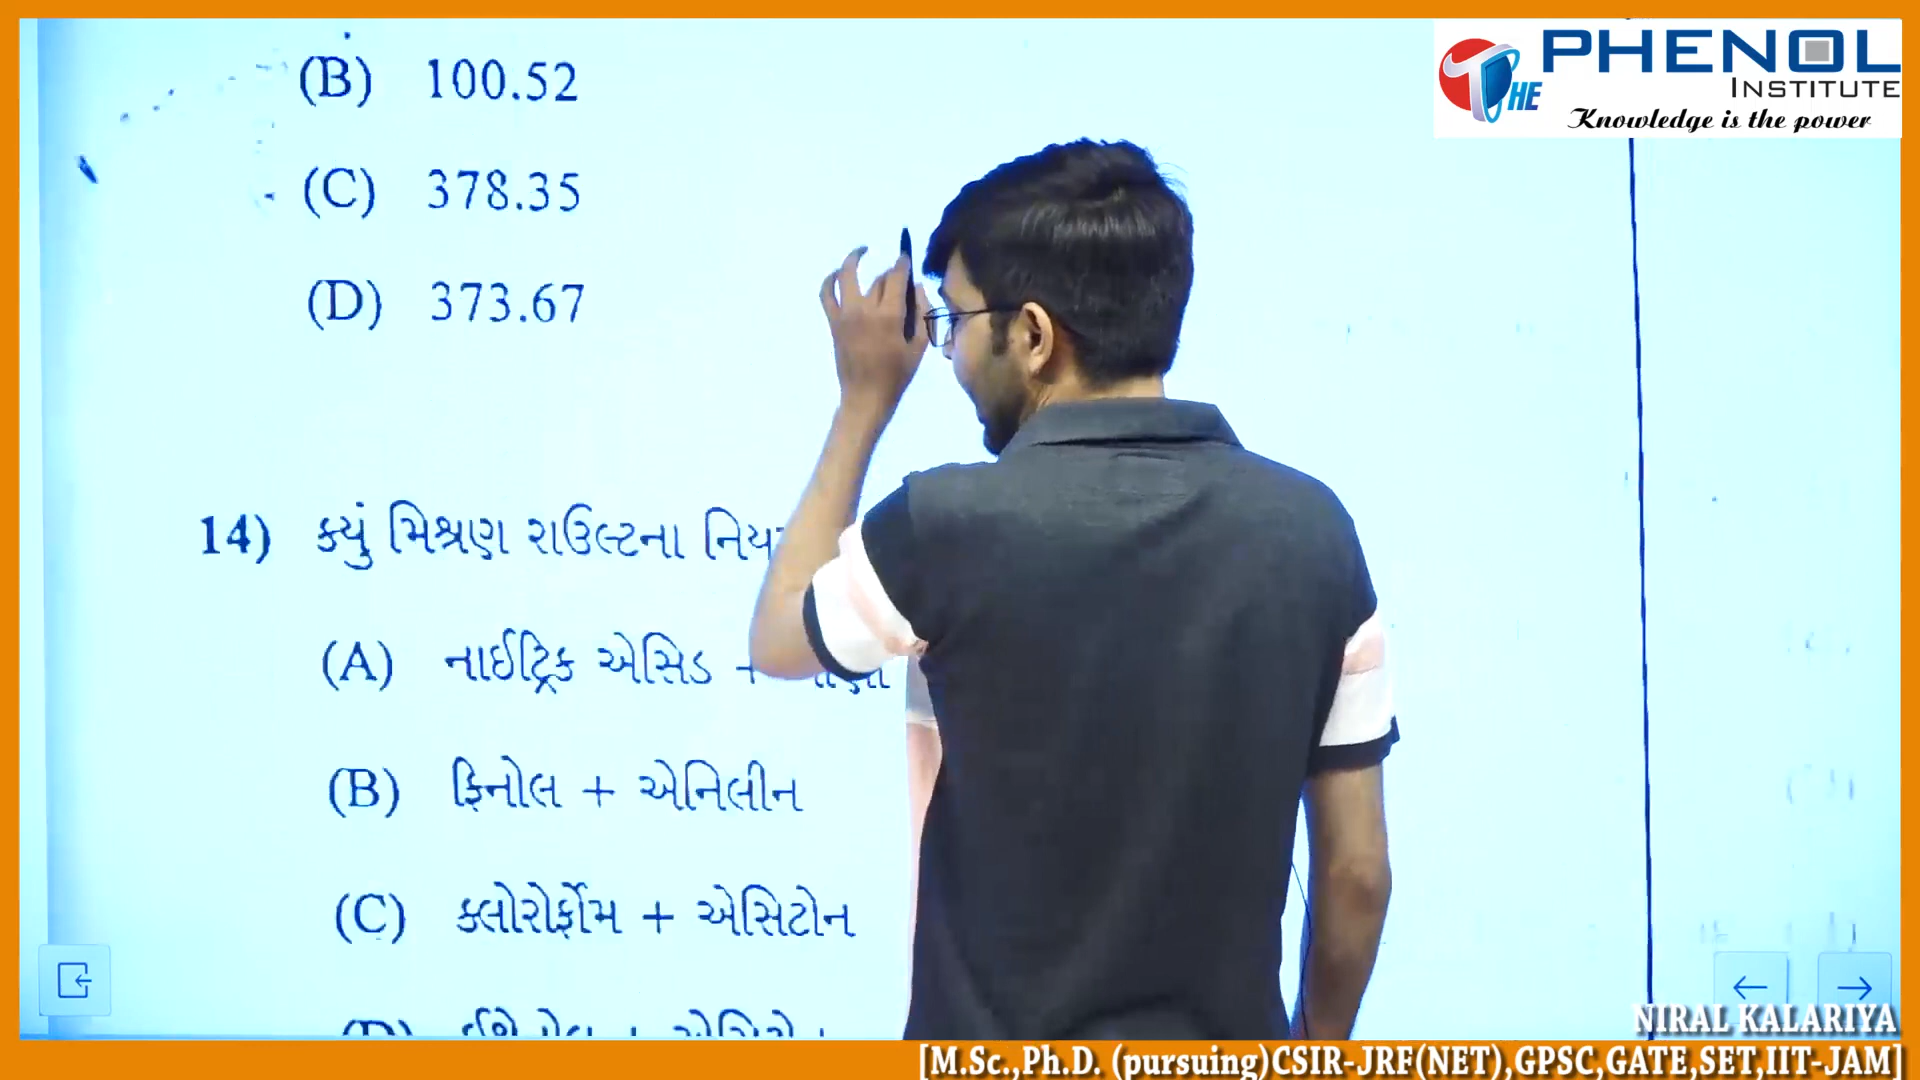 (B) 100.52
(C) 378.35
(D) 373.67
14) ક્યું મિશ્રણ રાઉલ્ટના
(A) નાઈટ્રિક એસિડ +
(B) ફિનોલ + એનિલીન
(C) ક્લોરોફોર્મ + એસિટોન
THE PHENOL
INSTITUTE
Knowledge is the power
NIRAL KALARIYA
[M.Sc.,Ph.D. (pursuing)CSIR-JRF(NET),GPSC,GATE,SET,IIT-JAM]